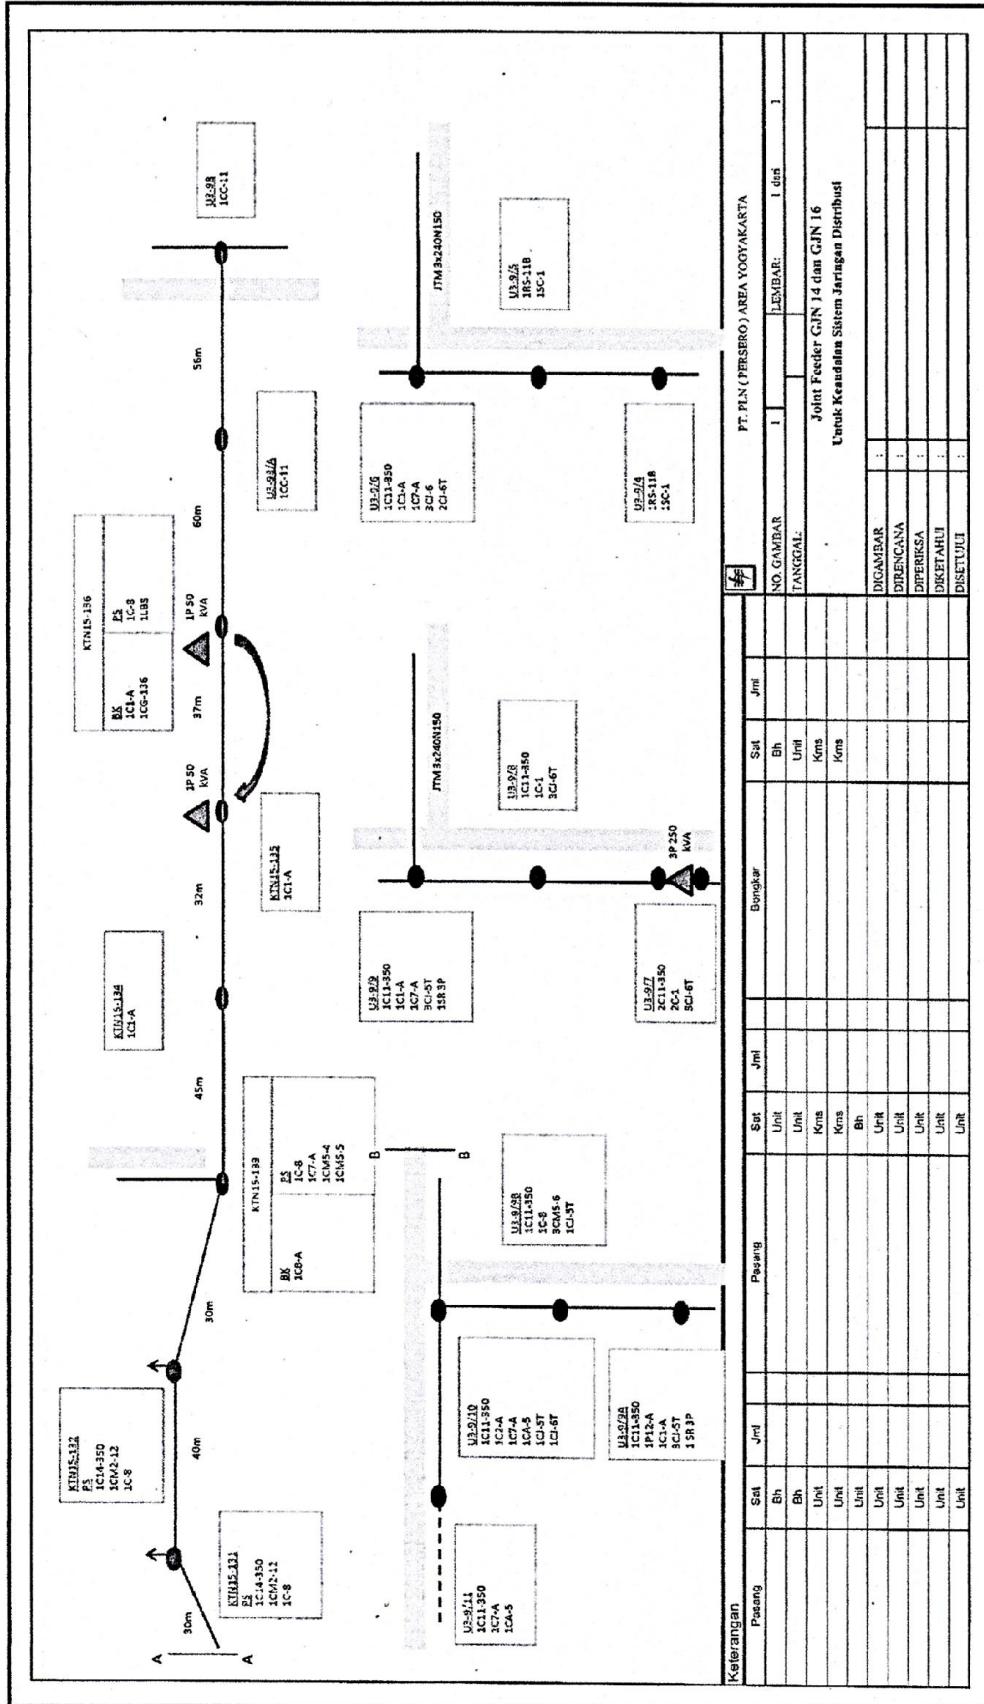 A
A
30m
KTN15-131
PS
1C14-350
1CM2-12
1C-8
40m
KTN15-132
PS
1C14-350
1CM2-12
1C-8
30m
KTN15-133
BK
1C8-A
PS
1C-8
1C7-A
1CM5-4
1CM5-5
45m
KTN15-134
1C1-A
32m
KTN15-135
1C1-A
1P 50
kVA
37m
KTN15-136
BK
1C1-A
1CG-136
PS
1C-8
1LBS
1P 50
kVA
60m
U3-93/A
1CC-11
56m
U3-93
1CC-11
U3-9/11
1C11-350
1C7-A
1CA-5
U3-9/10
1C11-350
1C2-A
1C7-A
1CA-5
1CJ-5T
1CJ-6T
U3-9/9A
1C11-350
1P12-A
1C1-A
3CJ-5T
1 SR 3P
B
B
U3-9/9B
1C11-350
1C-8
3CM5-6
1CJ-5T
U3-9/9
1C11-350
1C1-A
1C7-A
3CJ-5T
1SR 3P
U3-9/7
2C11-350
2C-1
5CJ-6T
JTM 3x240N150
U3-9/8
1C11-350
1C-1
3CJ-6T
3P 250
kVA
U3-9/6
1C11-350
1C1-A
1C7-A
3CJ-6
2CJ-6T
U3-9/4
1RS-11B
1SC-1
JTM 3x240N150
U3-9/5
1RS-11B
1SC-1
Keterangan
Pasang Sat Jml Pasang Sat Jml Bongkar Sat Jml
Bh Unit Bh
Bh Unit Unit
Unit Kms Kms
Unit Kms Kms
Unit Bh
Unit Unit
Unit Unit
Unit Unit
Unit Unit
PT. PLN ( PERSERO ) AREA YOGYAKARTA
NO. GAMBAR 1 LEMBAR: 1 dari 1
TANGGAL:
Joint Feeder GJN 14 dan GJN 16
Untuk Keandalan Sistem Jaringan Distribusi
DIGAMBAR :
DIRENCANA :
DIPERIKSA :
DIKETAHUI :
DISETUJUI :